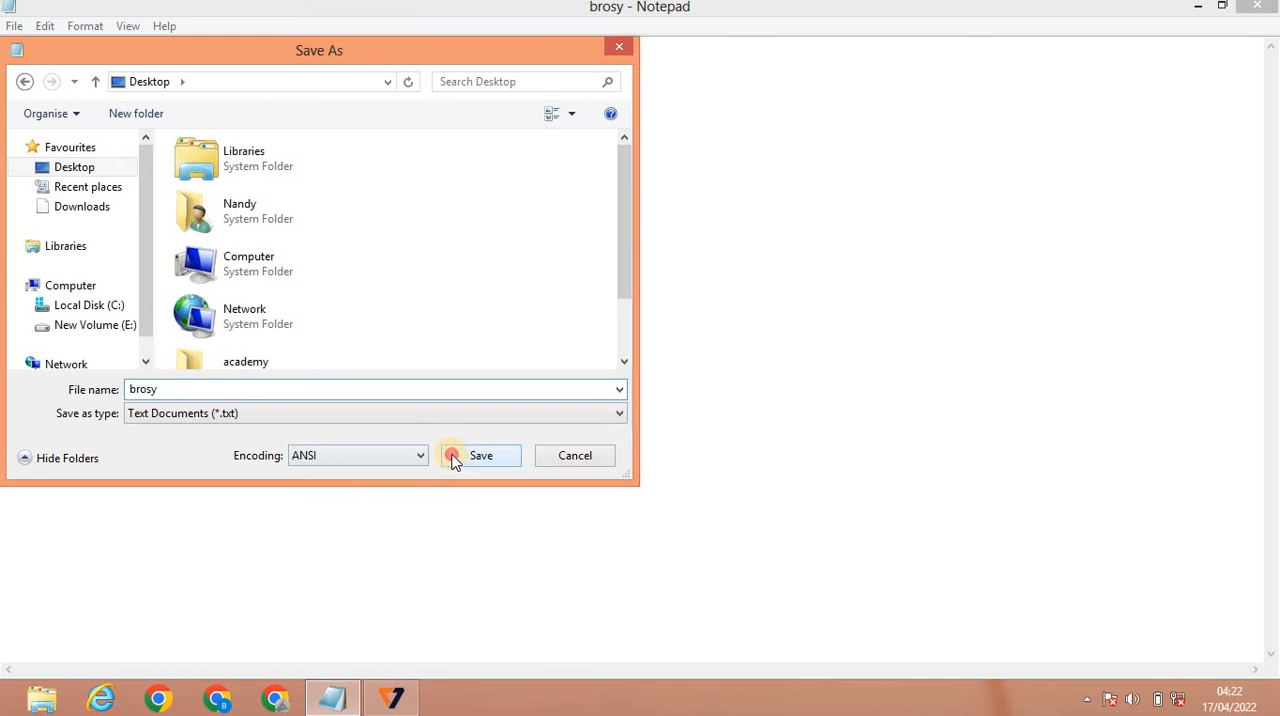 brosy - Notepad
File Edit Format View Help
Save As
Desktop
Search Desktop
Organise New folder
Favourites
Desktop
Recent places
Downloads
Libraries
Computer
Local Disk (C:)
New Volume (E:)
Network
Libraries
System Folder
Nandy
System Folder
Computer
System Folder
Network
System Folder
academy
File name: brosy
Save as type: Text Documents (*.txt)
Hide Folders Encoding: ANSI Save Cancel
04:22
17/04/2022